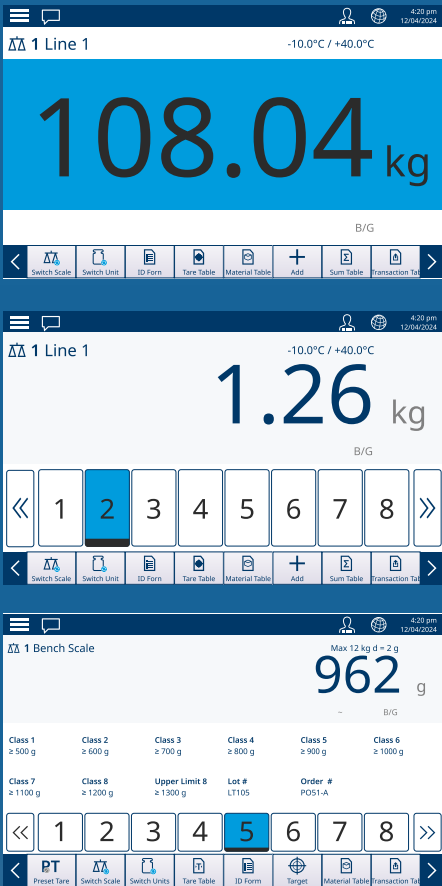 4:20 pm
12/04/2024
1 Line 1
-10.0°C / +40.0°C
108.04 kg
B/G
Switch Scale Switch Unit ID Forn Tare Table Material Table Add Sum Table Transaction Tab
4:20 pm
12/04/2024
1 Line 1
-10.0°C / +40.0°C
1.26 kg
B/G
1 2 3 4 5 6 7 8
Switch Scale Switch Unit ID Forn Tare Table Material Table Add Sum Table Transaction Tab
4:20 pm
12/04/2024
1 Bench Scale
Max 12 kg d = 2 g
962 g
~ B/G
Class 1 Class 2 Class 3 Class 4 Class 5 Class 6
≥ 500 g ≥ 600 g ≥ 700 g ≥ 800 g ≥ 900 g ≥ 1000 g
Class 7 Class 8 Upper Limit 8 Lot # Order #
≥ 1100 g ≥ 1200 g ≥ 1300 g LT105 PO51-A
1 2 3 4 5 6 7 8
PT T
Preset Tare Switch Scale Switch Units Tare Table ID Form Target Material Table Transaction Tab